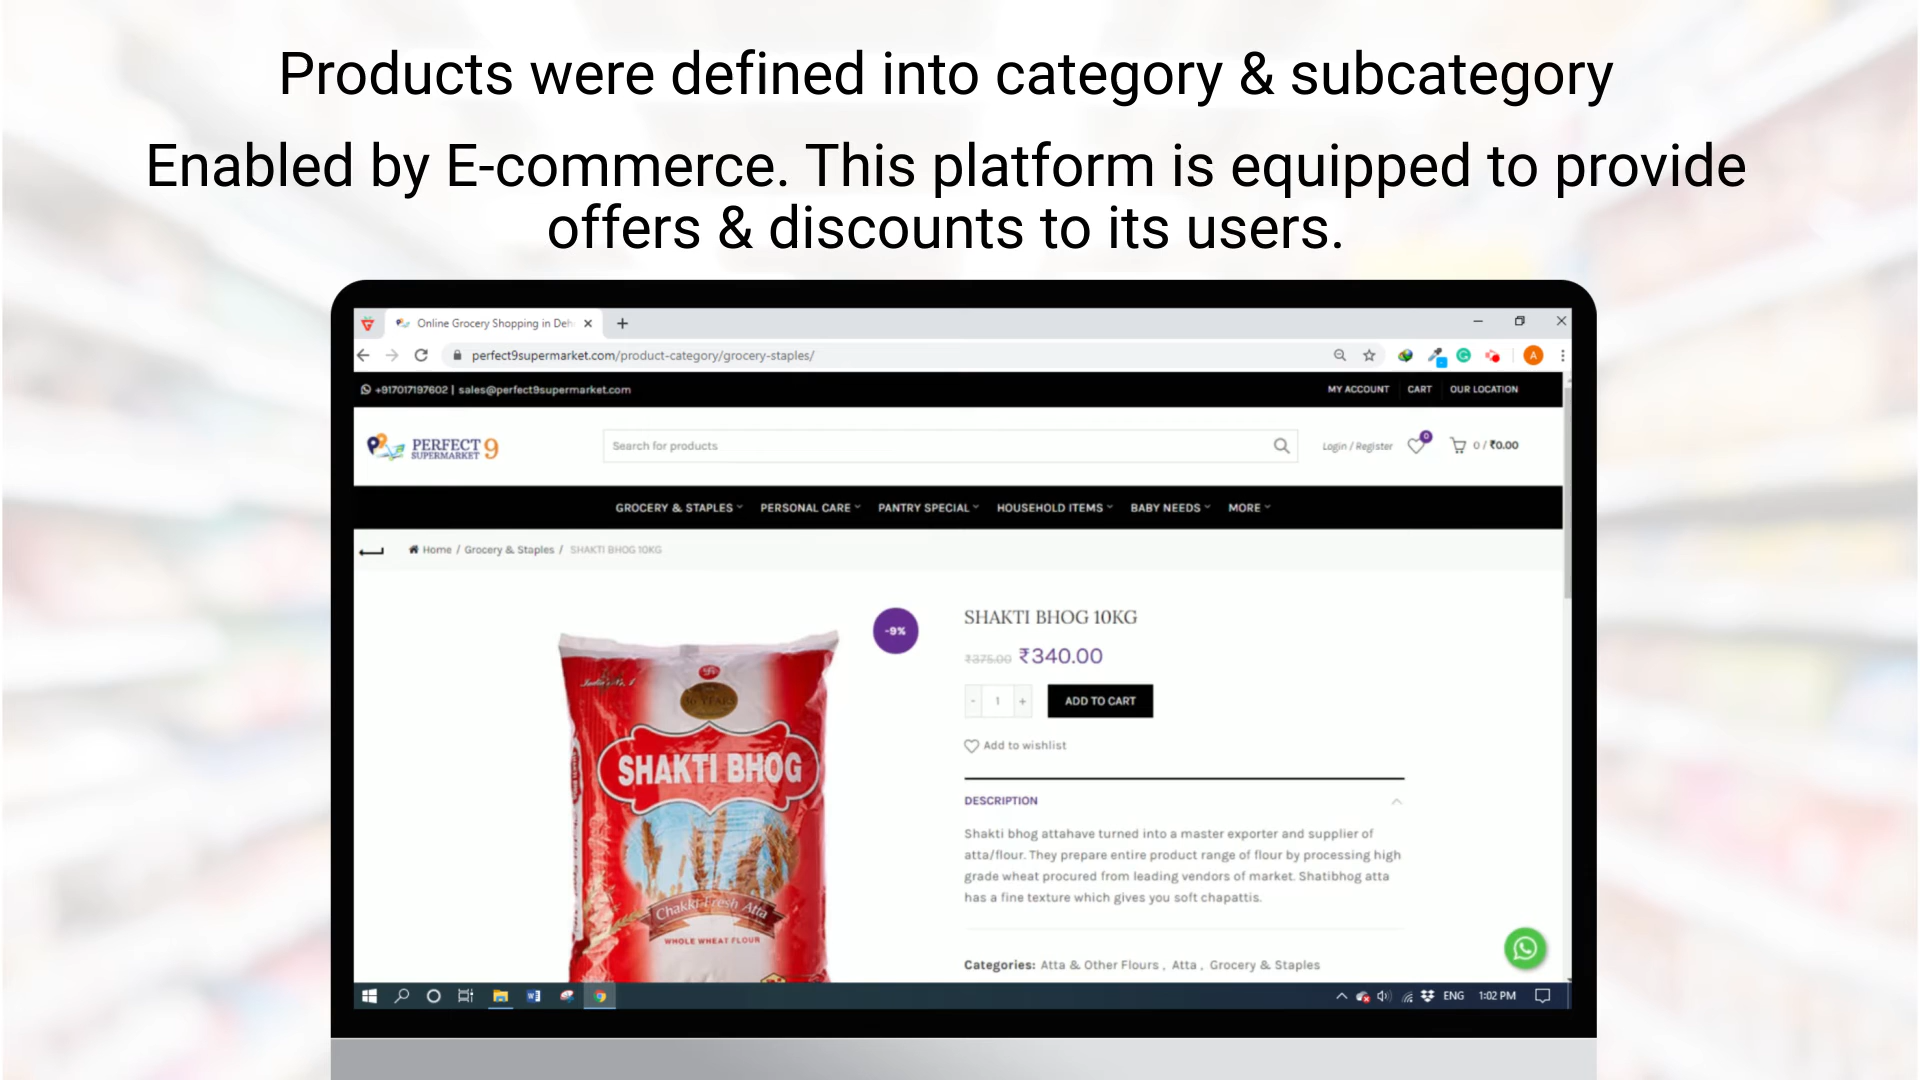 Products were defined into category & subcategory
Enabled by E-commerce. This platform is equipped to provide
offers & discounts to its users.
Online Grocery Shopping in Deh
perfect9supermarket.com/product-category/grocery-staples/
A
+917017197602 | sales@perfect9supermarket.com
MY ACCOUNT CART OUR LOCATION
PERFECT 9
SUPERMARKET
Search for products
Login / Register
0
0 / ₹0.00
GROCERY & STAPLES PERSONAL CARE PANTRY SPECIAL HOUSEHOLD ITEMS BABY NEEDS MORE
Home / Grocery & Staples / SHAKTI BHOG 10KG
-9%
India's No. 1
SHAKTI BHOG
Chakki Fresh Atta
WHOLE WHEAT FLOUR
SHAKTI BHOG 10KG
₹375.00 ₹340.00
- 1 +
ADD TO CART
Add to wishlist
DESCRIPTION
Shakti bhog attahave turned into a master exporter and supplier of
atta/flour. They prepare entire product range of flour by processing high
grade wheat procured from leading vendors of market. Shatibhog atta
has a fine texture which gives you soft chapattis.
Categories: Atta & Other Flours , Atta , Grocery & Staples
ENG 1:02 PM